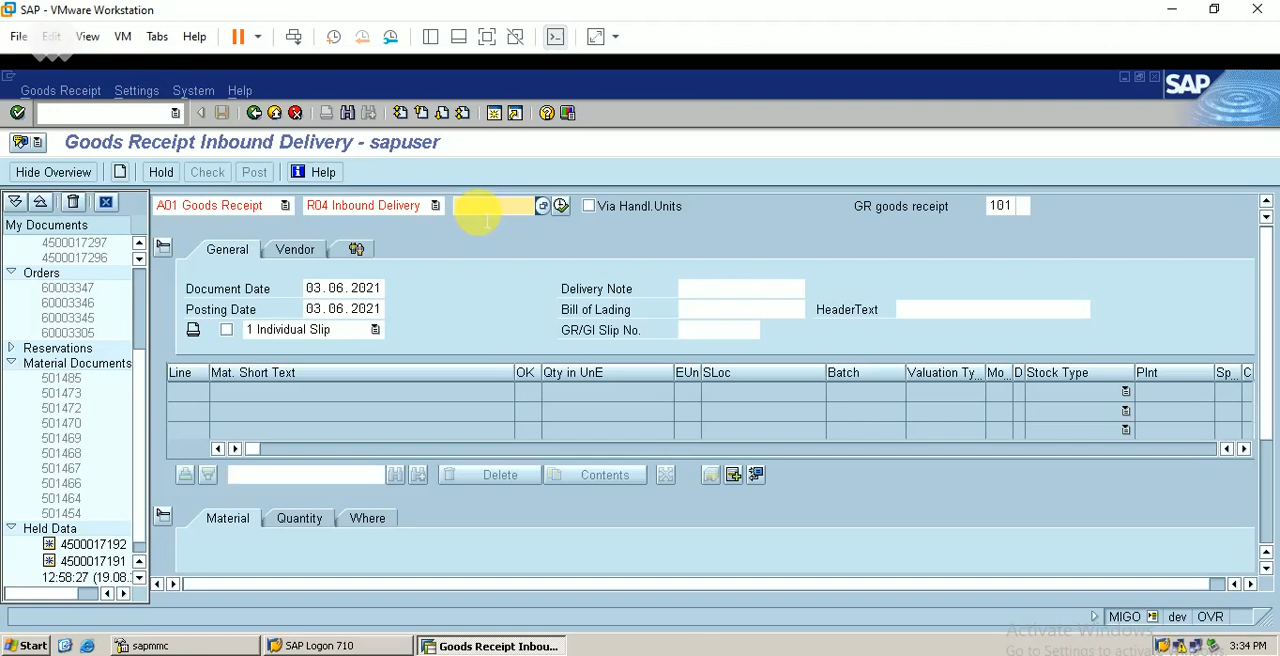 SAP - VMware Workstation
File Edit View VM Tabs Help
Goods Receipt Settings System Help
SAP
Goods Receipt Inbound Delivery - sapuser
Hide Overview Hold Check Post Help
A01 Goods Receipt R04 Inbound Delivery Via Handl.Units GR goods receipt 101
My Documents
4500017297
4500017296
Orders
60003347
60003346
60003345
60003305
Reservations
Material Documents
501485
501473
501472
501470
501469
501468
501467
501466
501464
501454
Held Data
4500017192
4500017191
12:58:27 (19.08.
General Vendor
Document Date 03.06.2021 Delivery Note
Posting Date 03.06.2021 Bill of Lading HeaderText
1 Individual Slip GR/GI Slip No.
Line Mat. Short Text OK Qty in UnE EUn SLoc Batch Valuation Ty... Mo... D Stock Type Plnt Sp... C
Delete Contents
Material Quantity Where
MIGO dev OVR
Activate Windows
Go to Settings to activate Windows.
Start sapmmc SAP Logon 710 Goods Receipt Inbou... 3:34 PM